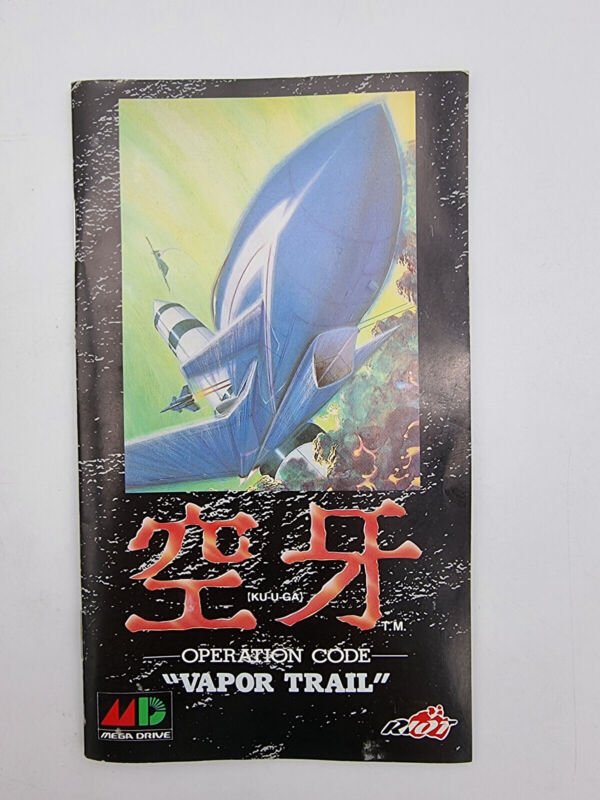 空牙
[KU-U-GA]
T.M.
OPERATION CODE
"VAPOR TRAIL"
MD
MEGA DRIVE
RIOT